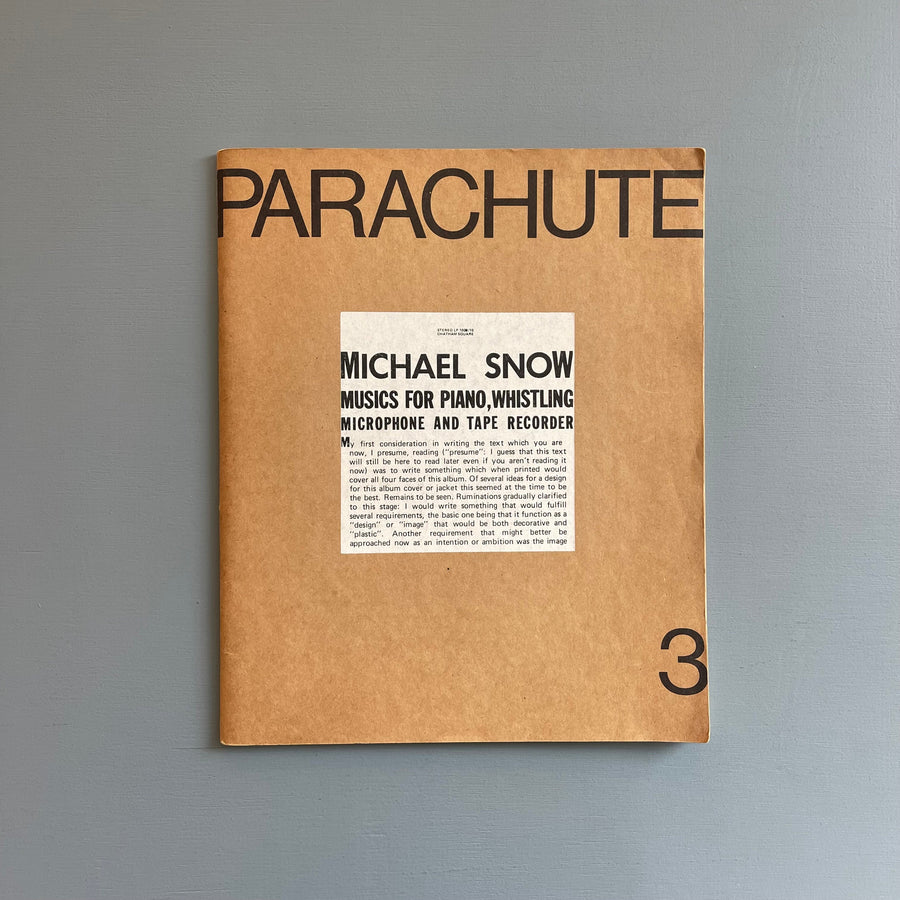 PARACHUTE
STEREO LP 1009/10
CHATHAM SQUARE
MICHAEL SNOW
MUSICS FOR PIANO, WHISTLING
MICROPHONE AND TAPE RECORDER
My first consideration in writing the text which you are
now, I presume, reading ("presume": I guess that this text
will still be here to read later even if you aren't reading it
now) was to write something which when printed would
cover all four faces of this album. Of several ideas for a design
for this album cover or jacket this seemed at the time to be
the best. Remains to be seen. Ruminations gradually clarified
to this stage: I would write something that would fulfill
several requirements, the basic one being that it function as a
"design" or "image" that would be both decorative and
"plastic". Another requirement that might better be
approached now as an intention or ambition was the image
3